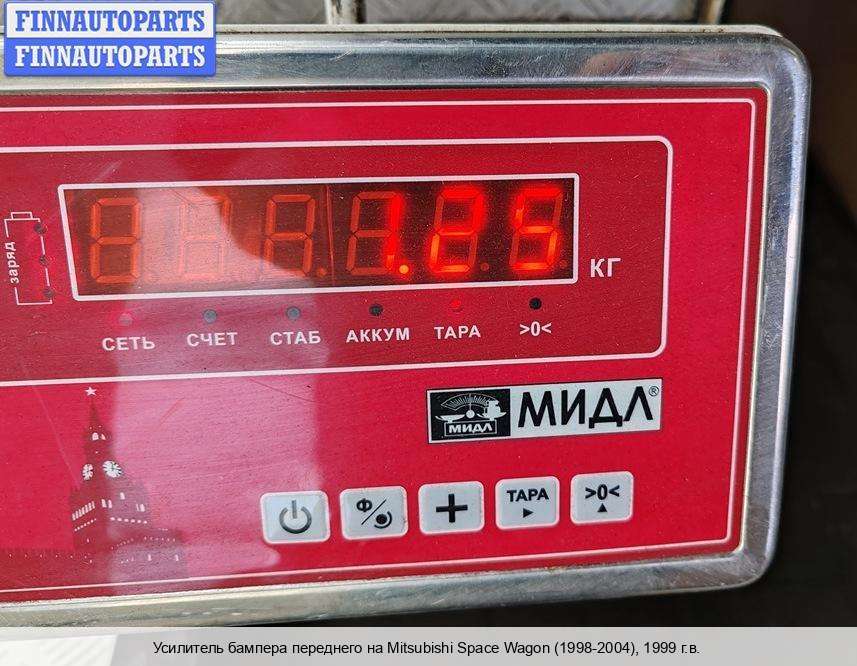 FINNAUTOPARTS
FINNAUTOPARTS
заряд
1.25
КГ
СЕТЬ СЧЕТ СТАБ АККУМ ТАРА >0<
МИДЛ МИДЛ®
Ф + ТАРА >0<
Усилитель бампера переднего на Mitsubishi Space Wagon (1998-2004), 1999 г.в.